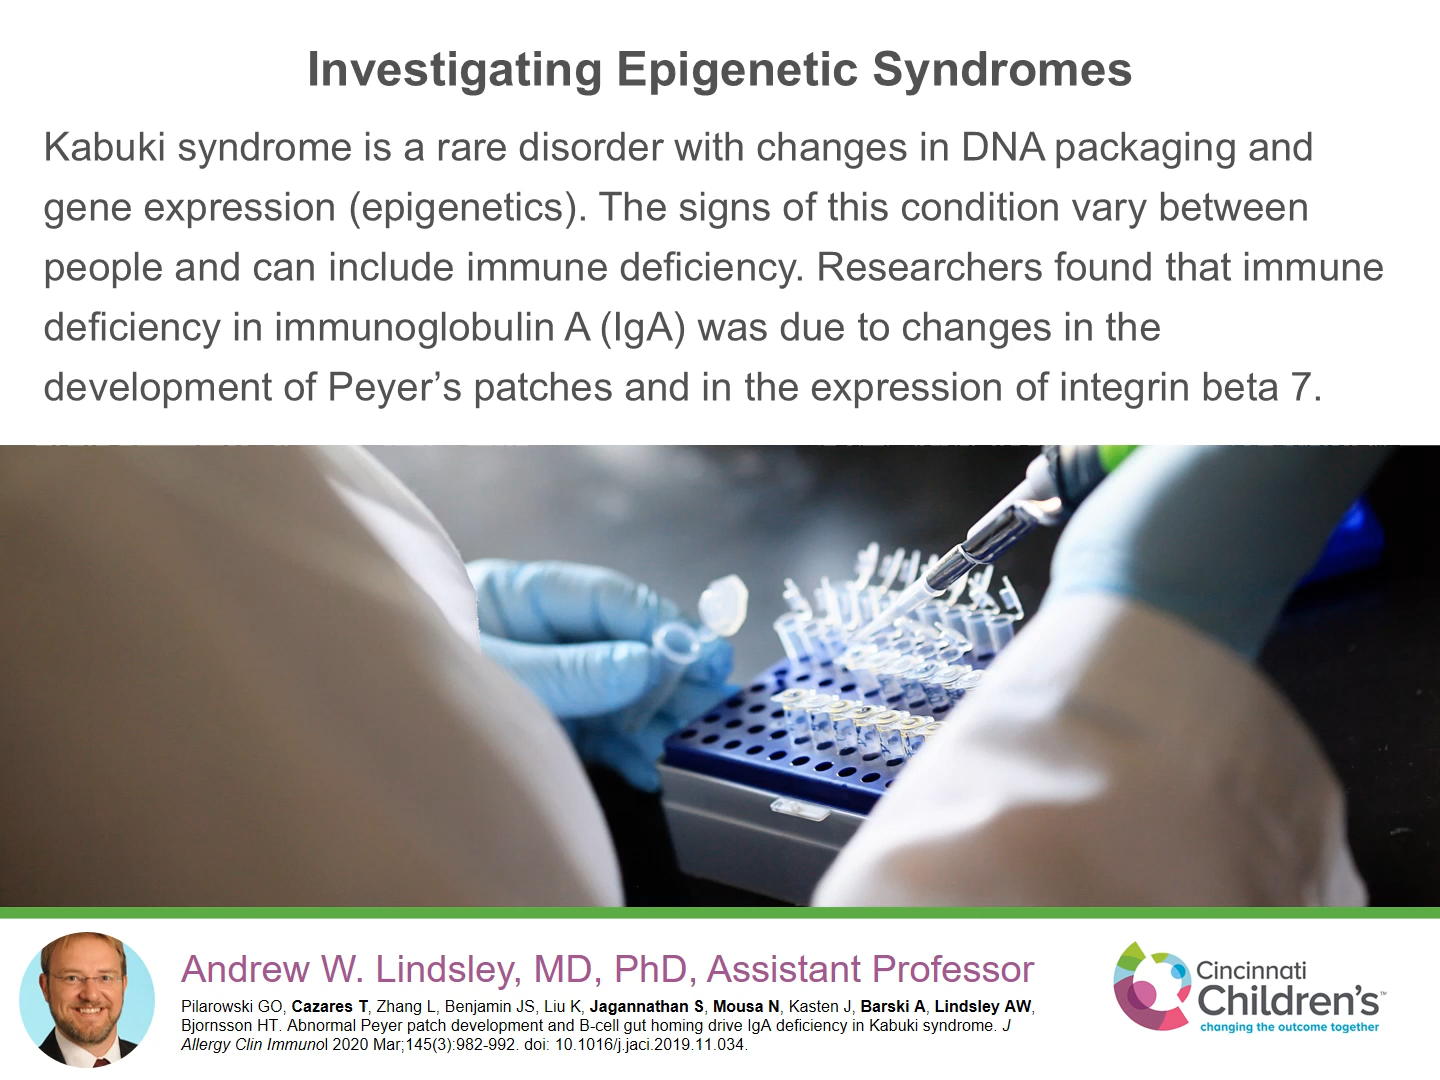 Investigating Epigenetic Syndromes
Kabuki syndrome is a rare disorder with changes in DNA packaging and
gene expression (epigenetics). The signs of this condition vary between
people and can include immune deficiency. Researchers found that immune
deficiency in immunoglobulin A (IgA) was due to changes in the
development of Peyer’s patches and in the expression of integrin beta 7.
Andrew W. Lindsley, MD, PhD, Assistant Professor
Pilarowski GO, Cazares T, Zhang L, Benjamin JS, Liu K, Jagannathan S, Mousa N, Kasten J, Barski A, Lindsley AW,
Bjornsson HT. Abnormal Peyer patch development and B-cell gut homing drive IgA deficiency in Kabuki syndrome. J
Allergy Clin Immunol 2020 Mar;145(3):982-992. doi: 10.1016/j.jaci.2019.11.034.
Cincinnati
Children's™
changing the outcome together